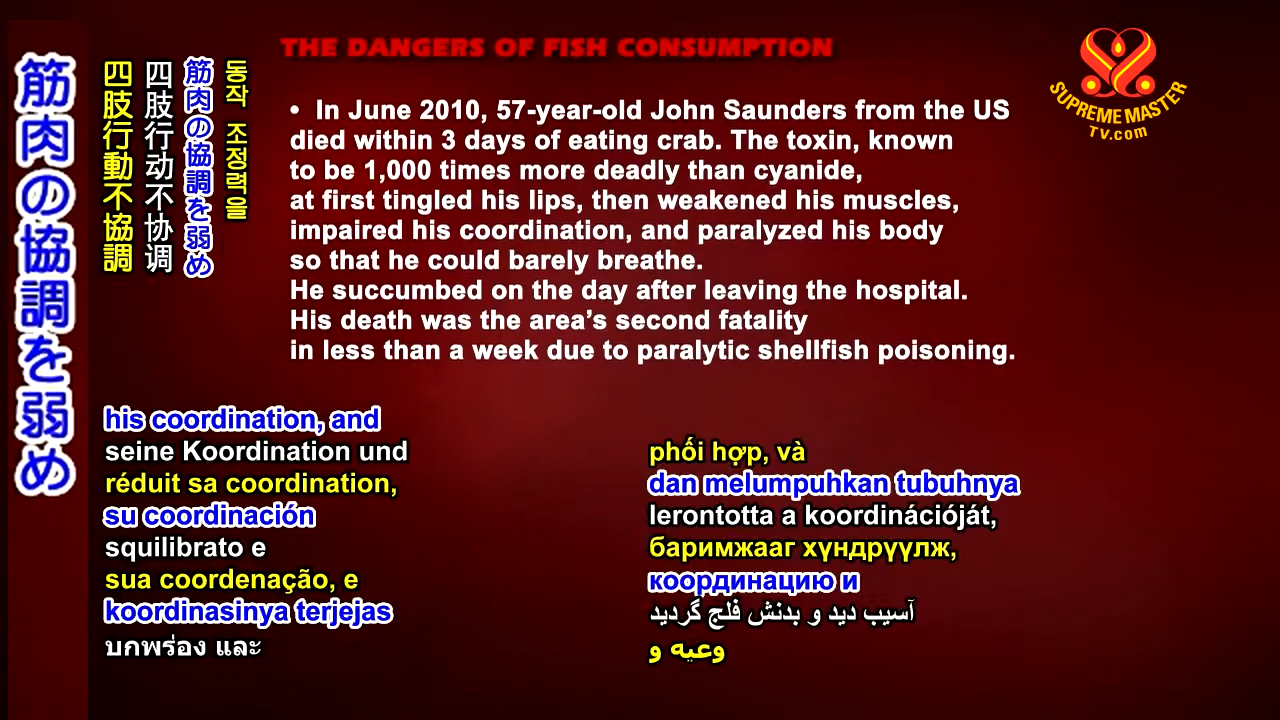 THE DANGERS OF FISH CONSUMPTION
SUPREME MASTER
TV.com
筋肉の協調を弱め
四肢行動不協調
四肢行动不协调
筋肉の協調を弱め
동작 조정력을
• In June 2010, 57-year-old John Saunders from the US
died within 3 days of eating crab. The toxin, known
to be 1,000 times more deadly than cyanide,
at first tingled his lips, then weakened his muscles,
impaired his coordination, and paralyzed his body
so that he could barely breathe.
He succumbed on the day after leaving the hospital.
His death was the area’s second fatality
in less than a week due to paralytic shellfish poisoning.
his coordination, and
seine Koordination und
réduit sa coordination,
su coordinación
squilibrato e
sua coordenação, e
koordinasinya terjejas
บกพร่อง และ
phối hợp, và
dan melumpuhkan tubuhnya
lerontotta a koordinációját,
баримжааг хүндрүүлж,
координацию и
آسیب دید و بدنش فلج گردید
وعيه و